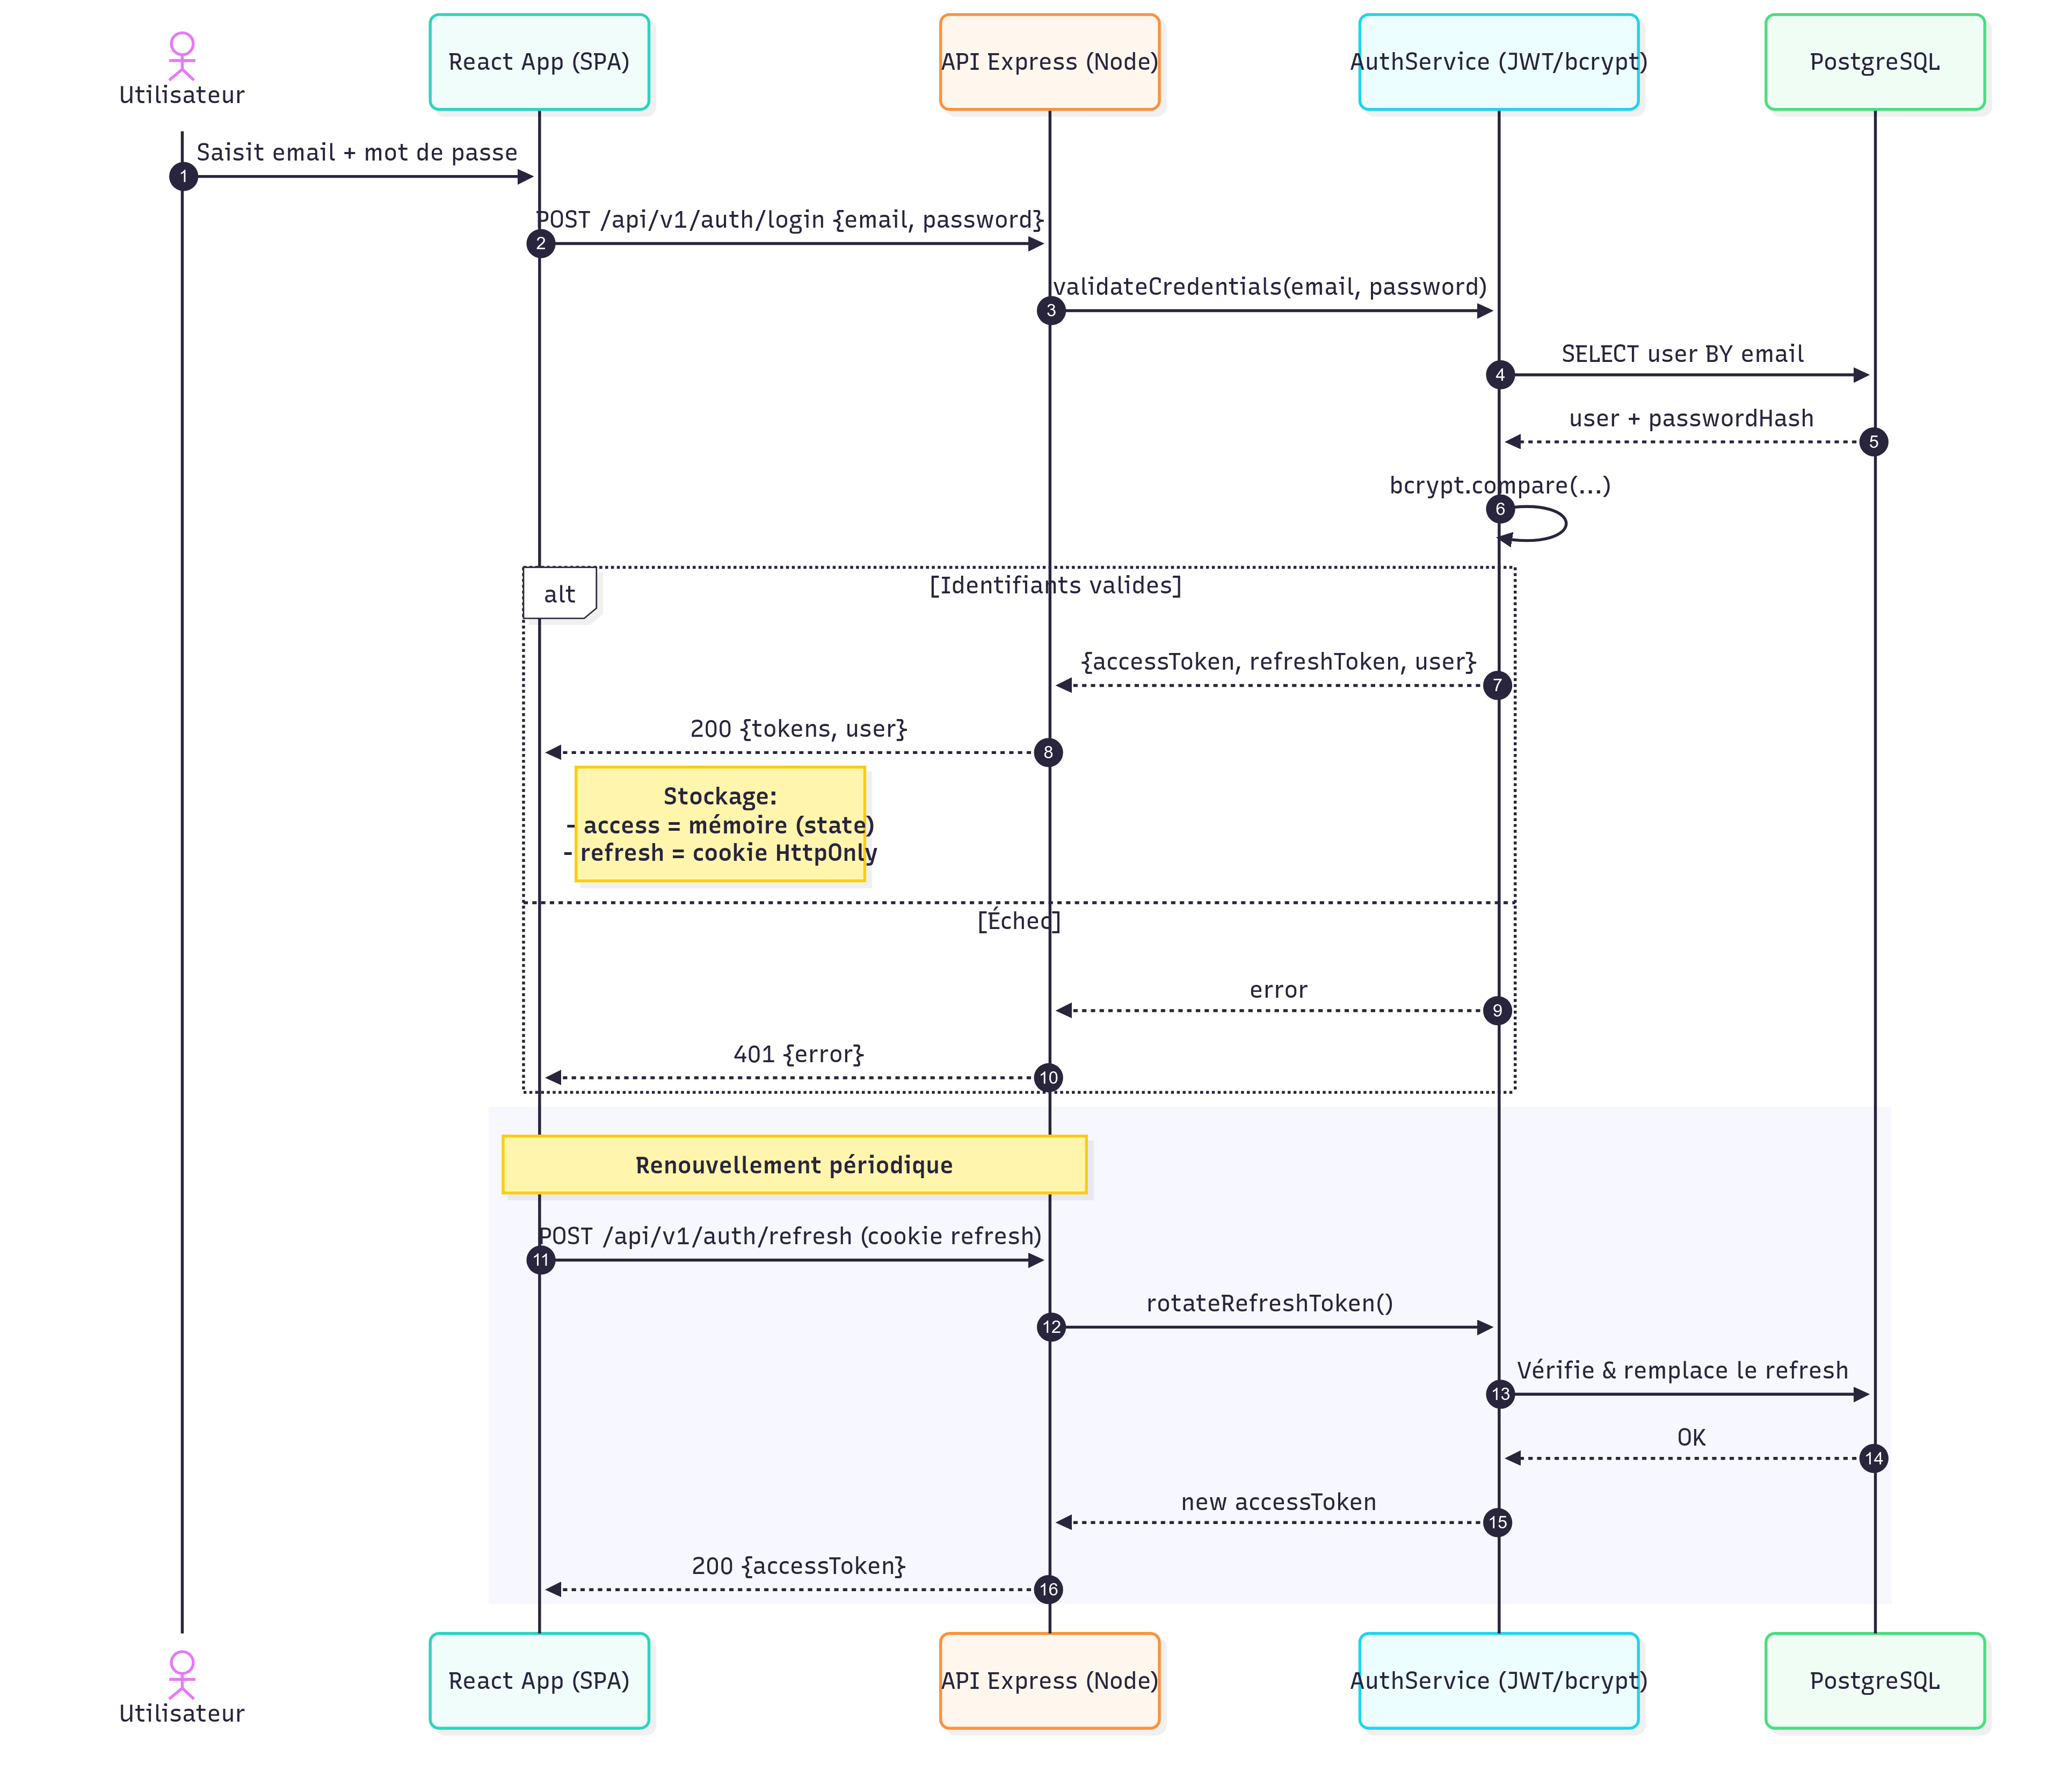 Utilisateur
React App (SPA)
API Express (Node)
AuthService (JWT/bcrypt)
PostgreSQL
Saisit email + mot de passe
1
POST /api/v1/auth/login {email, password}
2
validateCredentials(email, password)
3
SELECT user BY email
4
user + passwordHash
5
bcrypt.compare(...)
6
alt
[Identifiants valides]
{accessToken, refreshToken, user}
7
200 {tokens, user}
8
Stockage:
- access = mémoire (state)
- refresh = cookie HttpOnly
[Échec]
error
9
401 {error}
10
Renouvellement périodique
POST /api/v1/auth/refresh (cookie refresh)
11
rotateRefreshToken()
12
Vérifie & remplace le refresh
13
OK
14
new accessToken
15
200 {accessToken}
16
Utilisateur
React App (SPA)
API Express (Node)
AuthService (JWT/bcrypt)
PostgreSQL